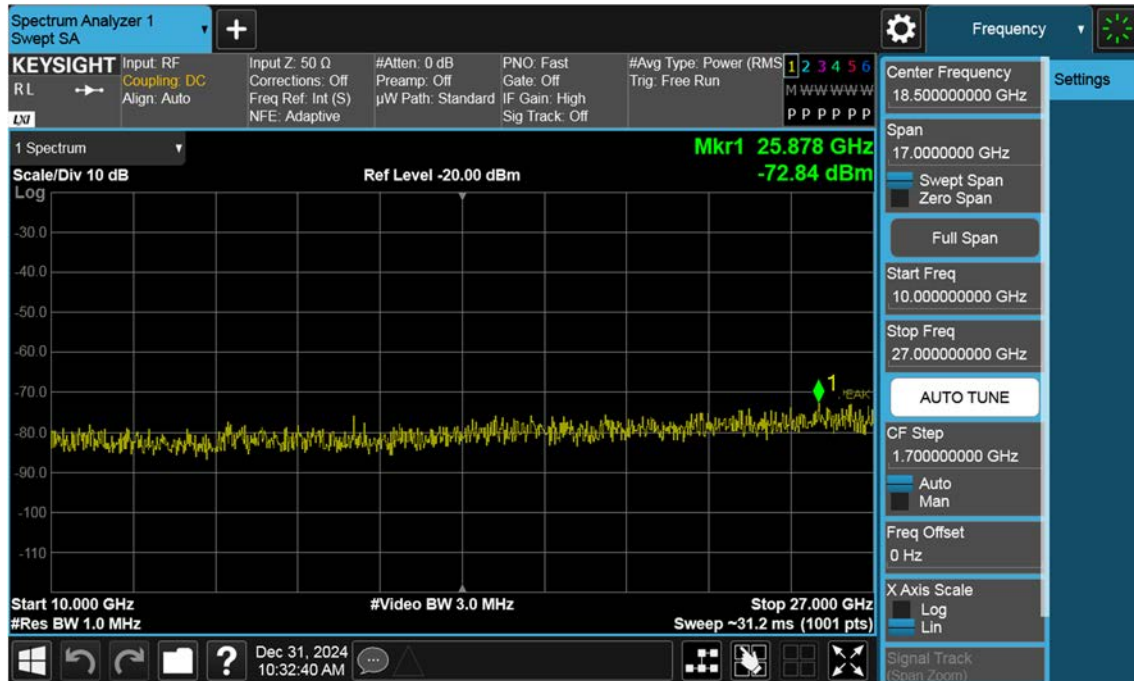 Spectrum Analyzer 1
Swept SA
Frequency
KEYSIGHT
RL
LXI
Input: RF
Coupling: DC
Align: Auto
Input Z: 50 Ω
Corrections: Off
Freq Ref: Int (S)
NFE: Adaptive
#Atten: 0 dB
Preamp: Off
µW Path: Standard
PNO: Fast
Gate: Off
IF Gain: High
Sig Track: Off
#Avg Type: Power (RMS
Trig: Free Run
1 2 3 4 5 6
M W W W W W
P P P P P P
1 Spectrum
Mkr1 25.878 GHz
-72.84 dBm
Scale/Div 10 dB
Ref Level -20.00 dBm
Log
-30.0
-40.0
-50.0
-60.0
-70.0
-80.0
-90.0
-100
-110
1
PEAK
Start 10.000 GHz
#Video BW 3.0 MHz
Stop 27.000 GHz
#Res BW 1.0 MHz
Sweep ~31.2 ms (1001 pts)
Dec 31, 2024
10:32:40 AM
Center Frequency
18.500000000 GHz
Span
17.0000000 GHz
Swept Span
Zero Span
Full Span
Start Freq
10.000000000 GHz
Stop Freq
27.000000000 GHz
AUTO TUNE
CF Step
1.700000000 GHz
Auto
Man
Freq Offset
0 Hz
X Axis Scale
Log
Lin
Signal Track
(Span Zoom)
Settings